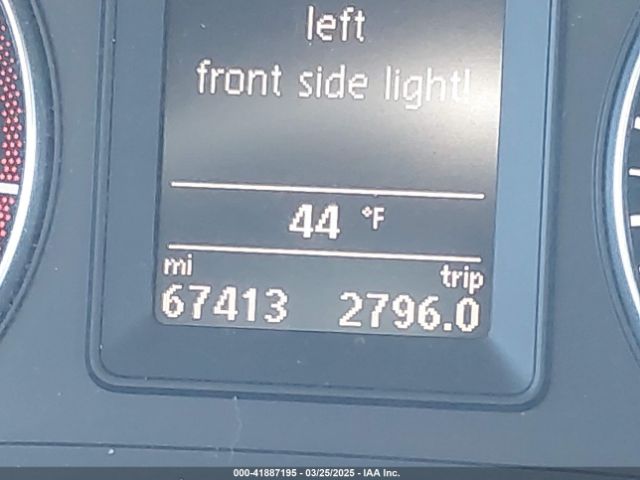 left
front side light!
44 °F
mi trip
67413 2796.0
000-41887195 - 03/25/2025 - IAA Inc.